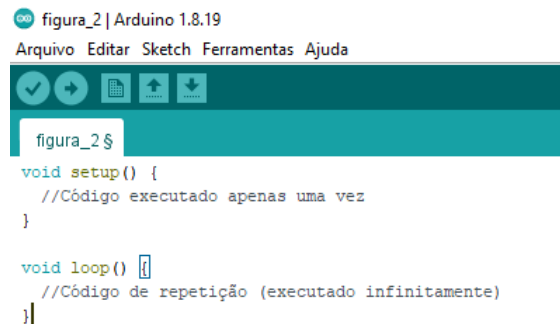 figura_2 | Arduino 1.8.19
Arquivo Editar Sketch Ferramentas Ajuda
figura_2 §
void setup() {
  //Código executado apenas uma vez
}

void loop() {
  //Código de repetição (executado infinitamente)
}